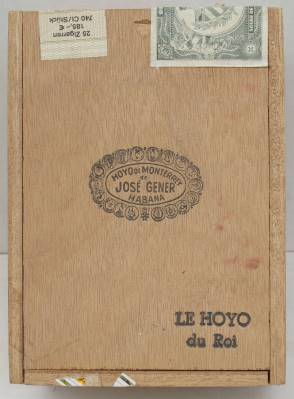 25 Zigarren
185,- €
740 Ct/Stück
HOYO DE MONTERREY
de
JOSÉ GENER
HABANA
LE HOYO
du Roi